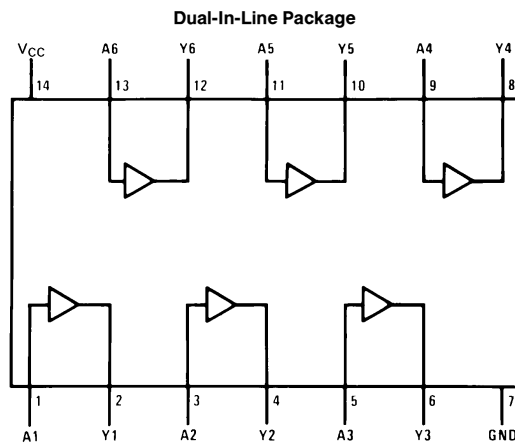 Dual-In-Line Package
VCC A6 Y6 A5 Y5 A4 Y4
14 13 12 11 10 9 8
1 2 3 4 5 6 7
A1 Y1 A2 Y2 A3 Y3 GND